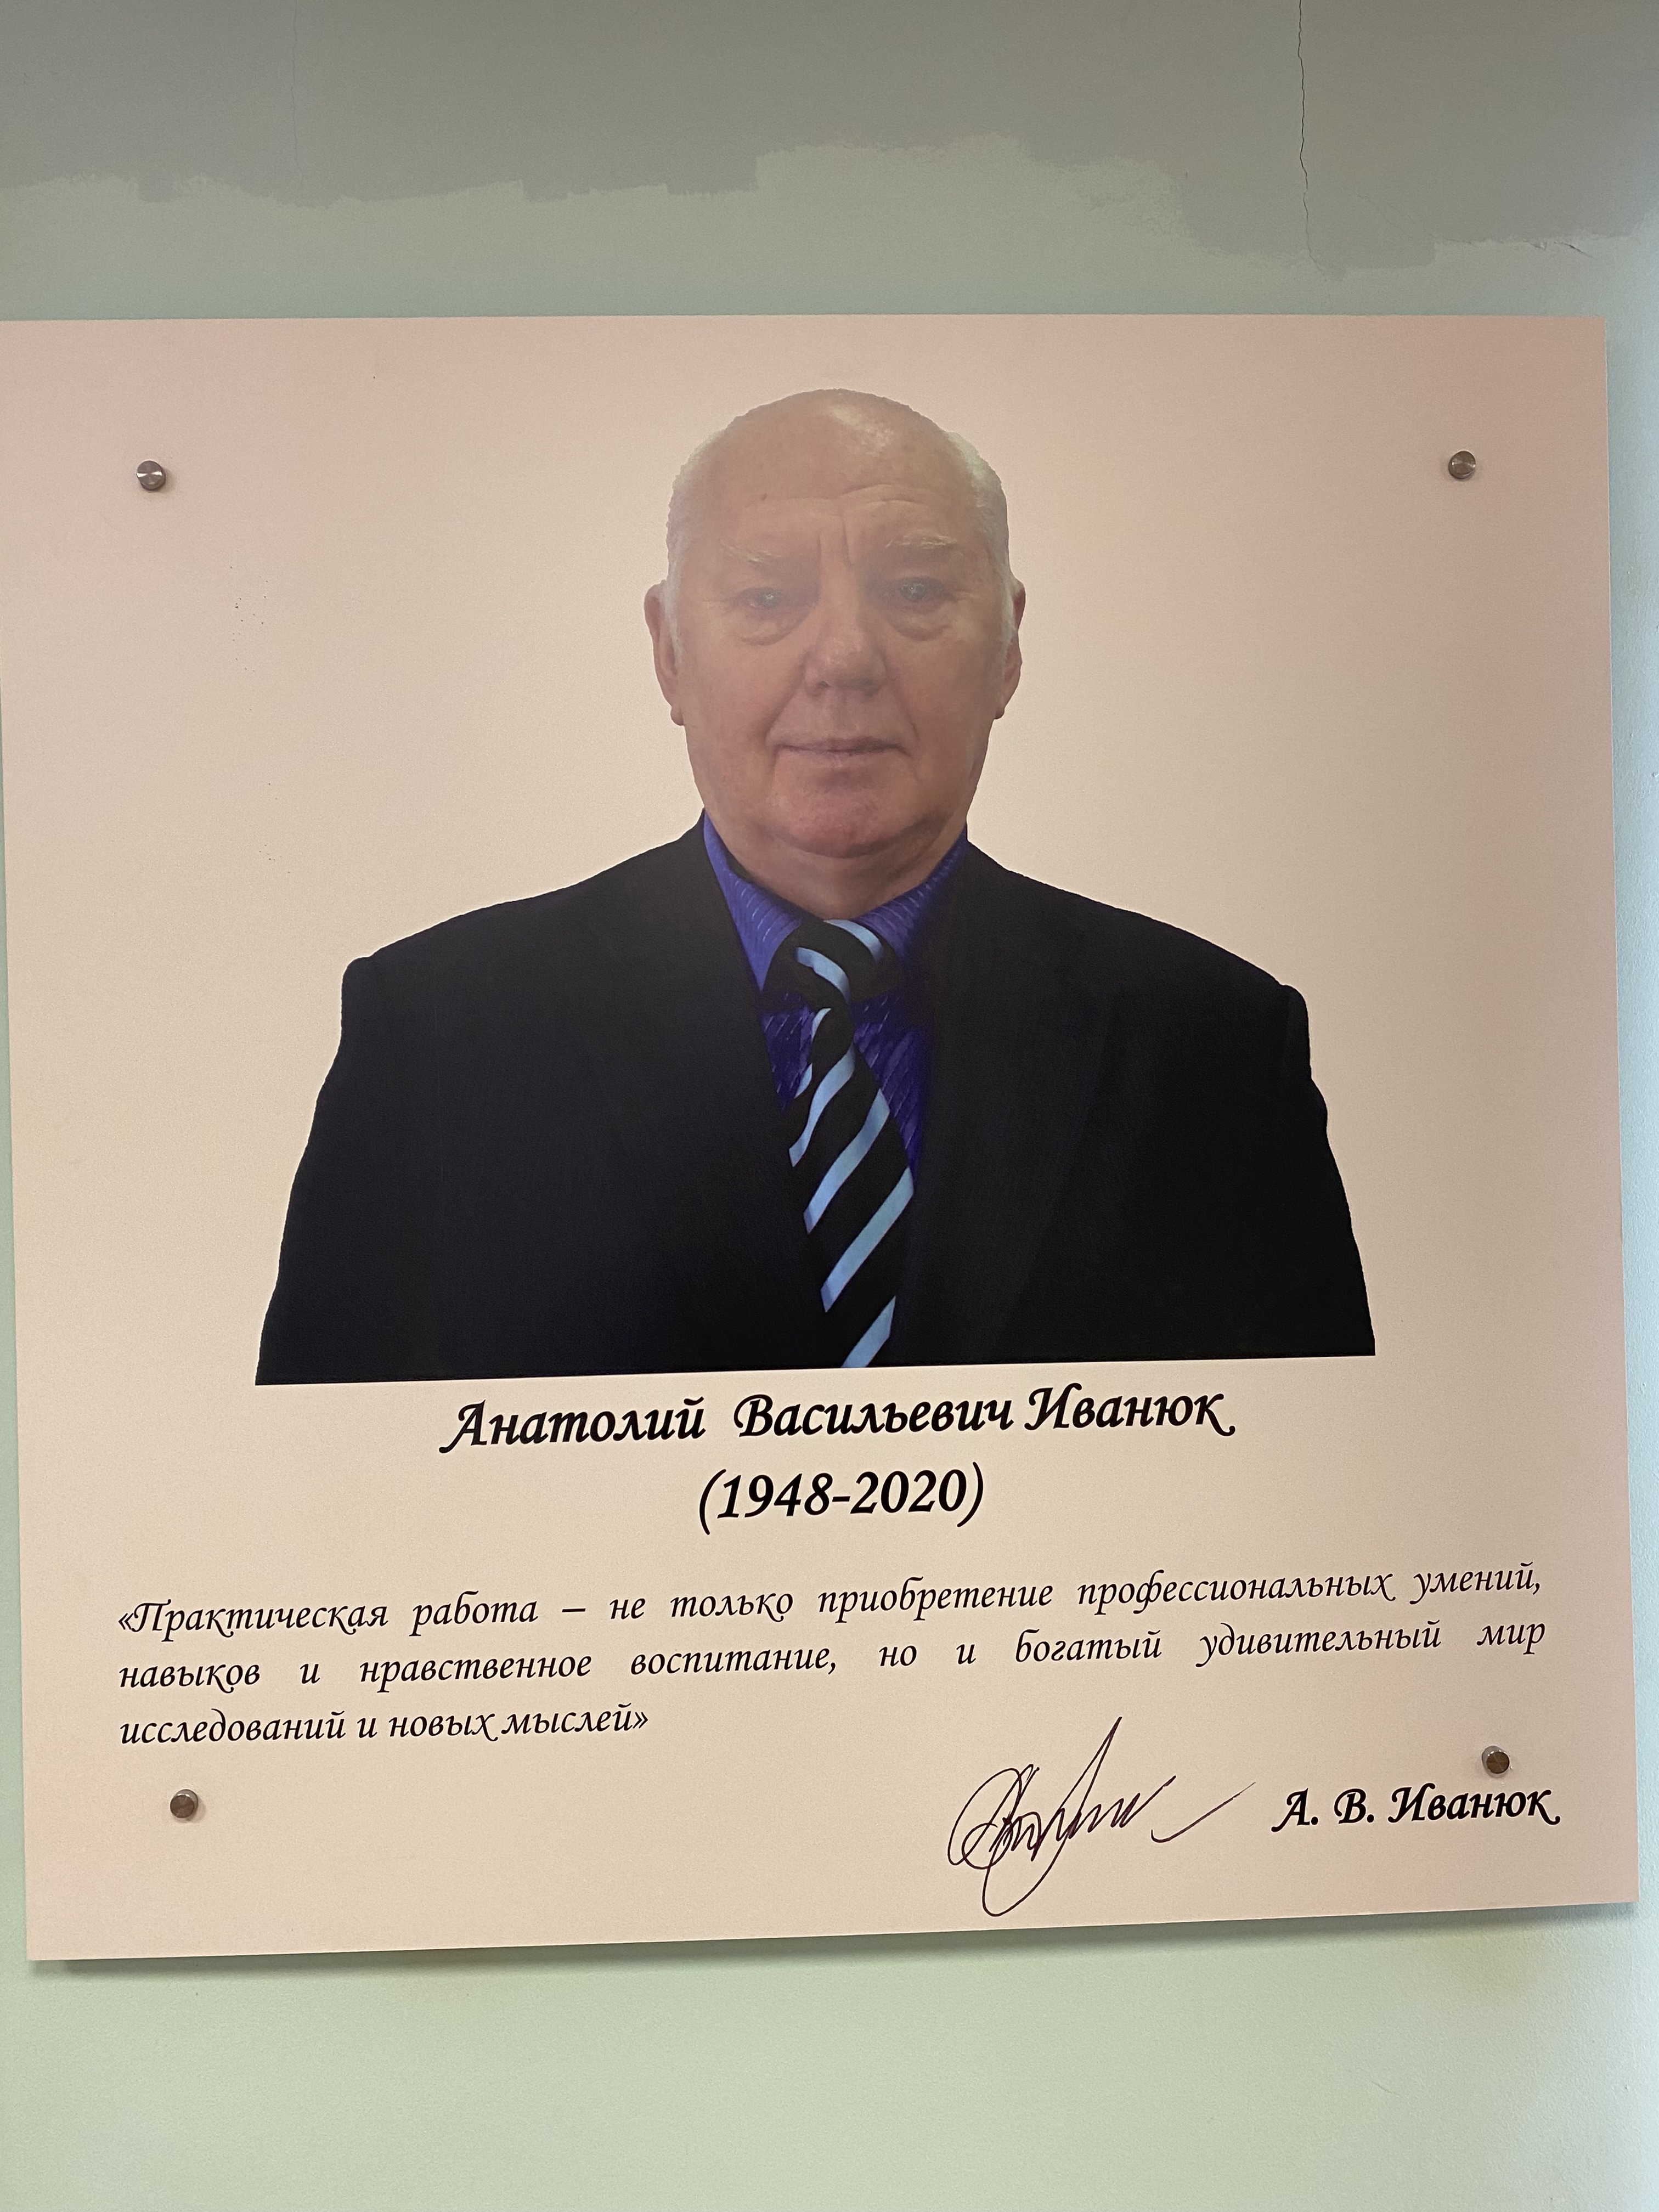 Анатолий Васильевич Иванюк
(1948-2020)
«Практическая работа – не только приобретение профессиональных умений,
навыков и нравственное воспитание, но и богатый удивительный мир
исследований и новых мыслей»
А. В. Иванюк